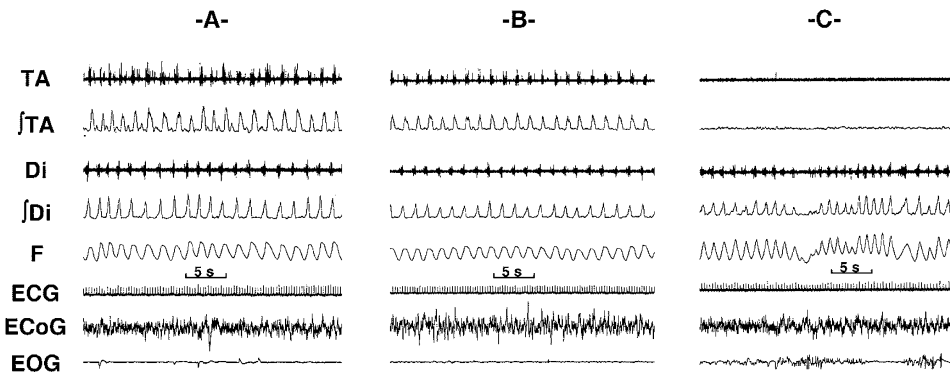 -A- -B- -C-
TA
∫TA
Di
∫Di
F
5 s 5 s 5 s
ECG
ECoG
EOG